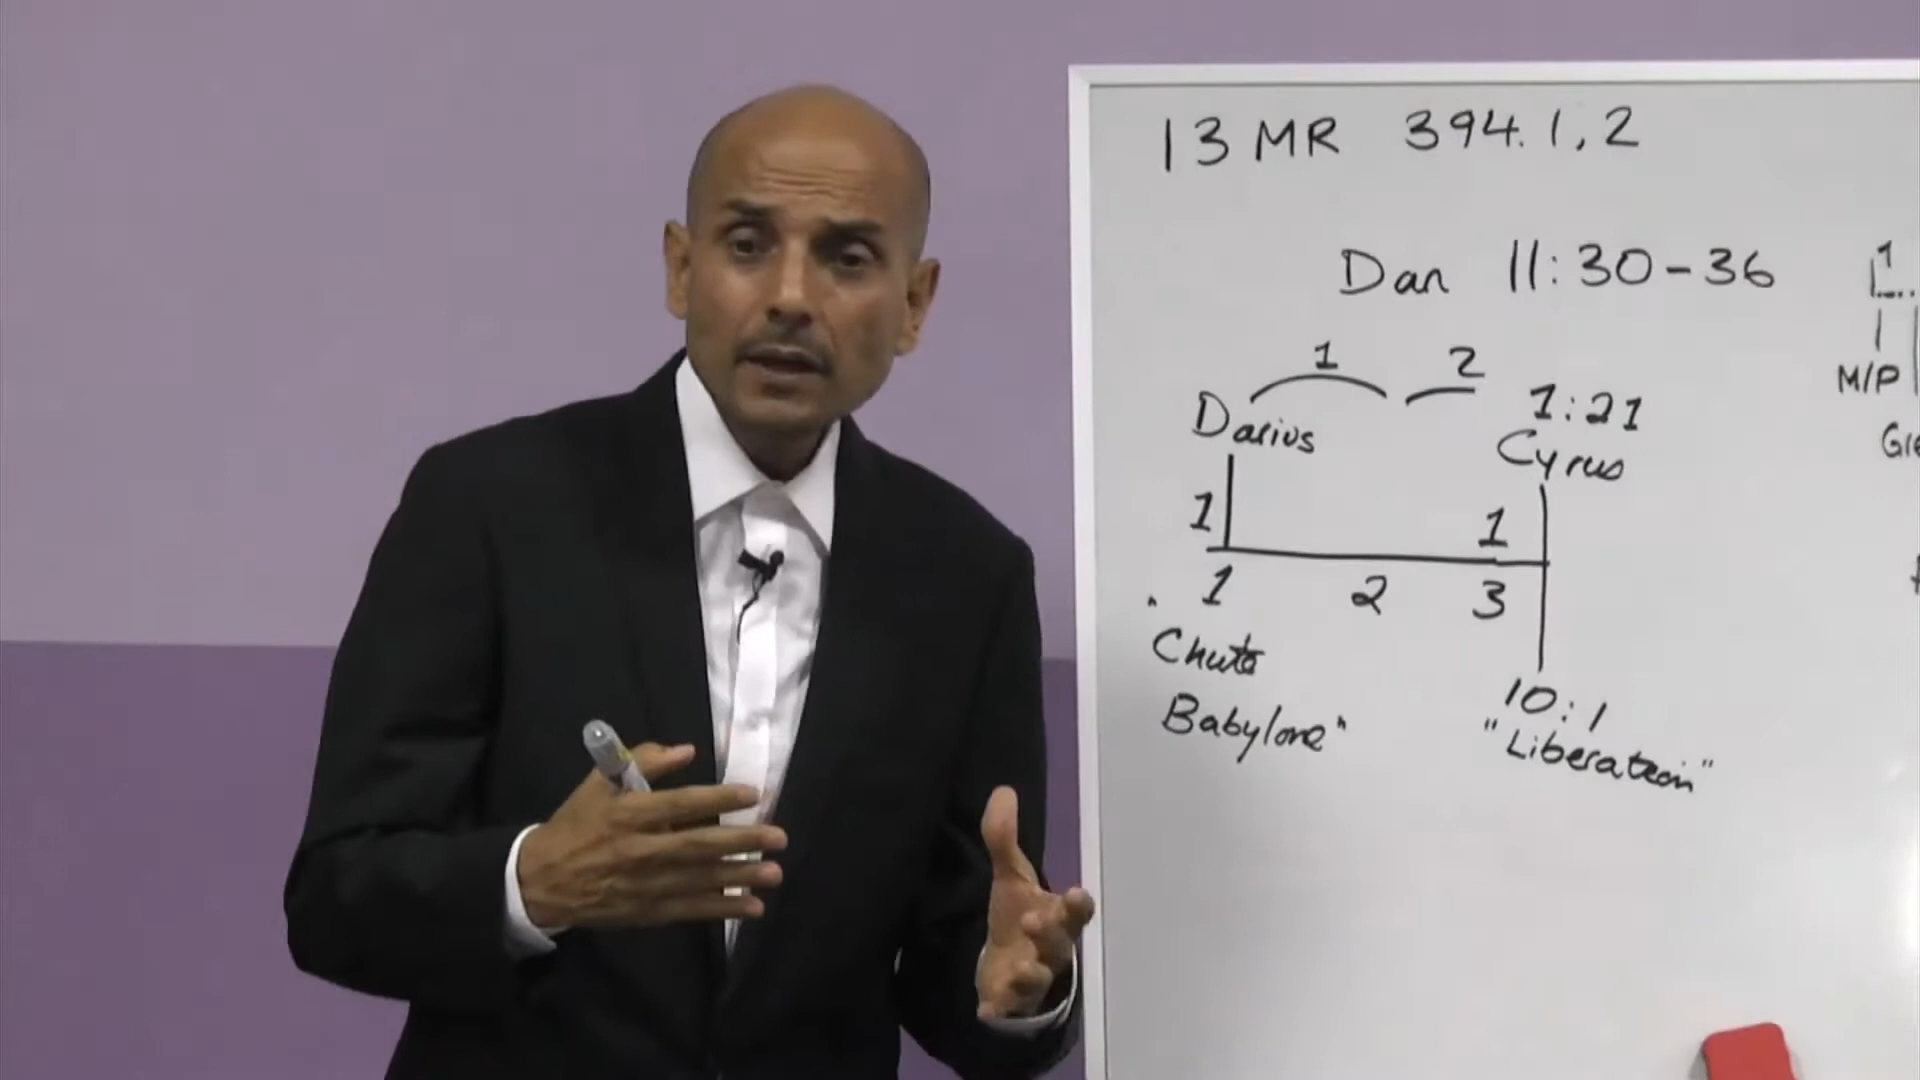 13 MR 394.1,2
Dan 11:30-36
1 2
Darius
1:21
Cyrus
1 1
1 2 3
Chute
Babylone"
10:1
"Liberation"
1
M/P